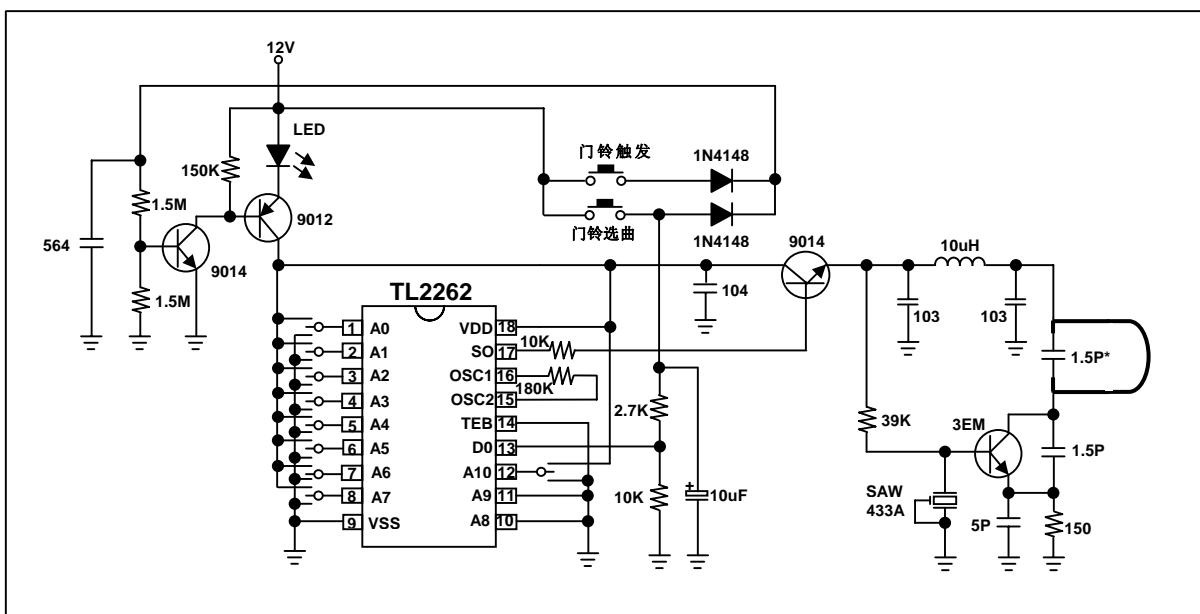 12V
LED
150K
门铃触发
1N4148
1.5M
9012
564
9014
门铃选曲
1N4148
9014
10uH
1.5M
104
103
103
TL2262
1 A0 VDD 18
2 A1 SO 17
10K
3 A2 OSC1 16
180K
4 A3 OSC2 15
5 A4 TEB 14
6 A5 D0 13
7 A6 A10 12
8 A7 A9 11
9 VSS A8 10
2.7K
10K
+
10uF
1.5P*
39K
3EM
1.5P
SAW
433A
5P
150